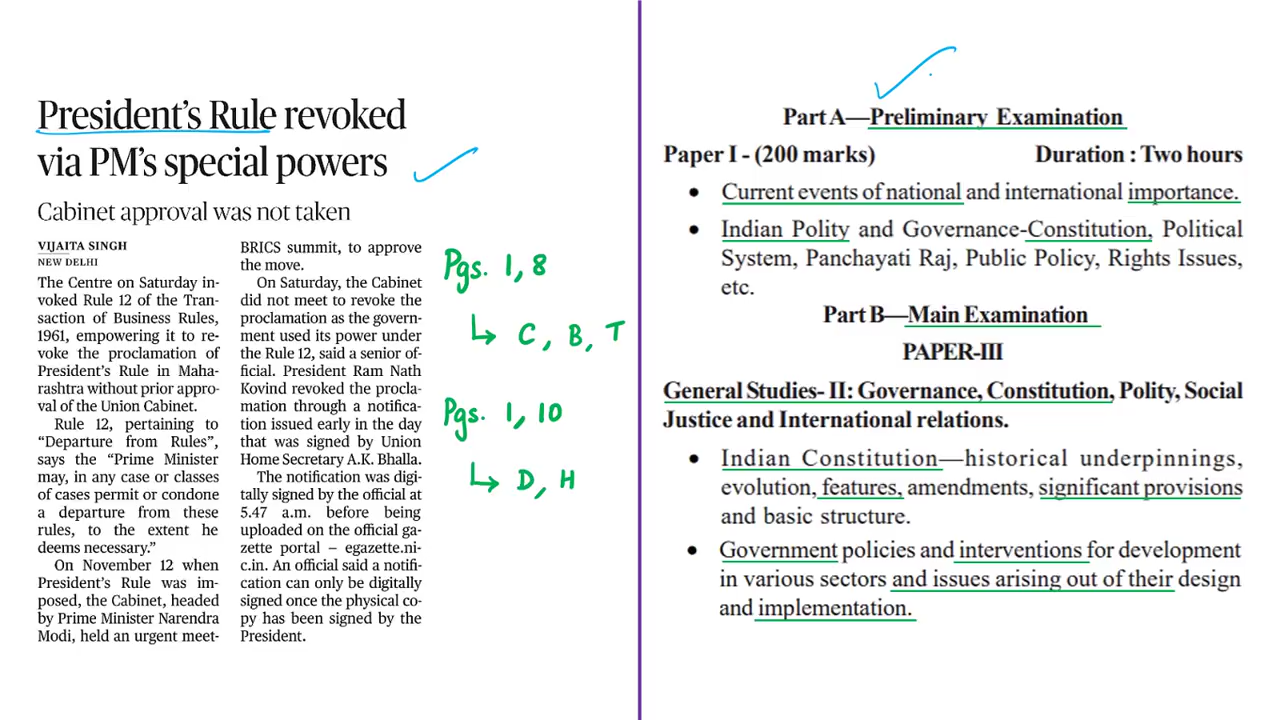 President's Rule revoked
via PM's special powers
Cabinet approval was not taken
VIJAITA SINGH
NEW DELHI
The Centre on Saturday in-
voked Rule 12 of the Tran-
saction of Business Rules,
1961, empowering it to re-
voke the proclamation of
President's Rule in Maha-
rashtra without prior appro-
val of the Union Cabinet.
Rule 12, pertaining to
“Departure from Rules”,
says the “Prime Minister
may, in any case or classes
of cases permit or condone
a departure from these
rules, to the extent he
deems necessary.”
On November 12 when
President's Rule was im-
posed, the Cabinet, headed
by Prime Minister Narendra
Modi, held an urgent meet-
BRICS summit, to approve
the move.
On Saturday, the Cabinet
did not meet to revoke the
proclamation as the govern-
ment used its power under
the Rule 12, said a senior of-
ficial. President Ram Nath
Kovind revoked the procla-
mation through a notifica-
tion issued early in the day
that was signed by Union
Home Secretary A.K. Bhalla.
The notification was digi-
tally signed by the official at
5.47 a.m. before being
uploaded on the official ga-
zette portal – egazette.ni-
c.in. An official said a notifi-
cation can only be digitally
signed once the physical co-
py has been signed by the
President.
Pgs. 1, 8
↳ C, B, T
Pgs. 1, 10
↳ D, H
Part A—Preliminary Examination
Paper I - (200 marks) Duration : Two hours
• Current events of national and international importance.
• Indian Polity and Governance-Constitution, Political
System, Panchayati Raj, Public Policy, Rights Issues,
etc.
Part B—Main Examination
PAPER-III
General Studies- II: Governance, Constitution, Polity, Social
Justice and International relations.
• Indian Constitution—historical underpinnings,
evolution, features, amendments, significant provisions
and basic structure.
• Government policies and interventions for development
in various sectors and issues arising out of their design
and implementation.